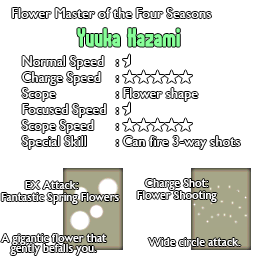 Flower Master of the Four Seasons
Yuuka Kazami
Normal Speed :
Charge Speed : ☆☆☆☆☆
Scope : Flower shape
Focused Speed :
Scope Speed : ☆☆☆☆☆
Special Skill : Can fire 3-way shots
EX Attack:
Fantastic Spring Flowers
A gigantic flower that
gently befalls you.
Charge Shot:
Flower Shooting
Wide circle attack.